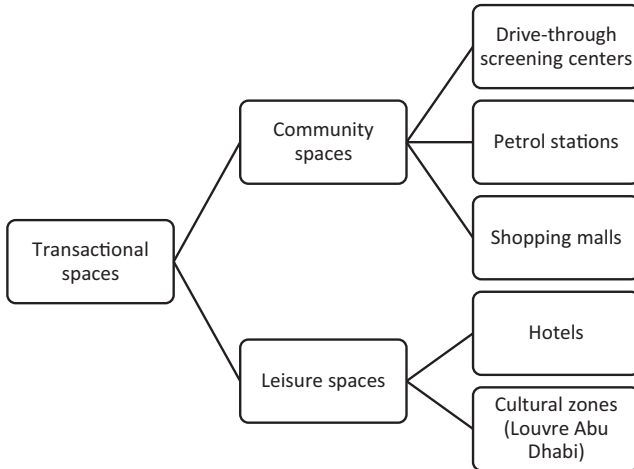 Drive-through
screening centers
Community
spaces
Petrol stations
Shopping malls
Transactional
spaces
Hotels
Leisure spaces
Cultural zones
(Louvre Abu
Dhabi)